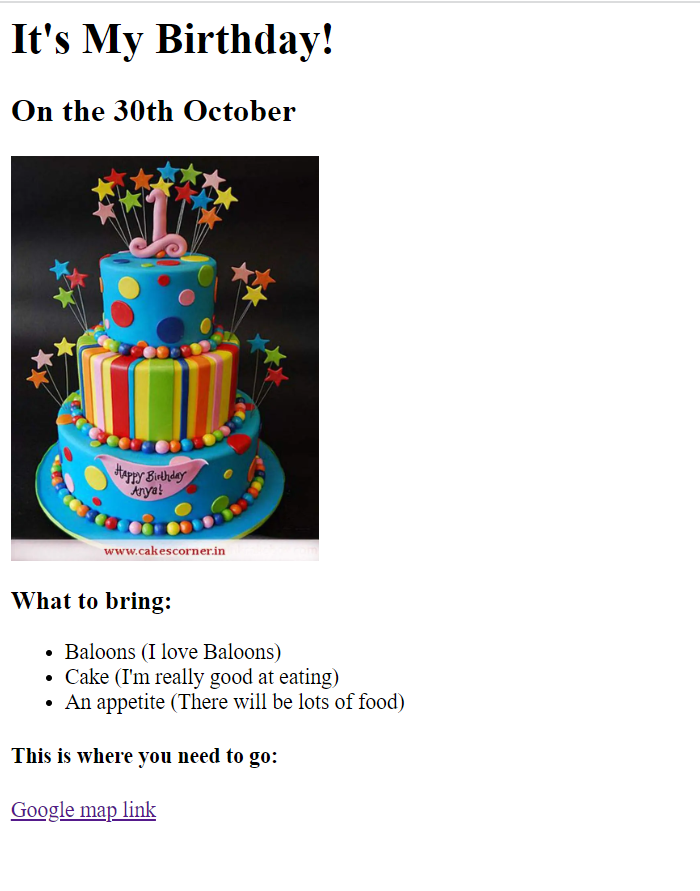 It's My Birthday!
On the 30th October
1
Happy Birthday
Anya!
www.cakescorner.in
What to bring:
Baloons (I love Baloons)
Cake (I'm really good at eating)
An appetite (There will be lots of food)
This is where you need to go:
Google map link